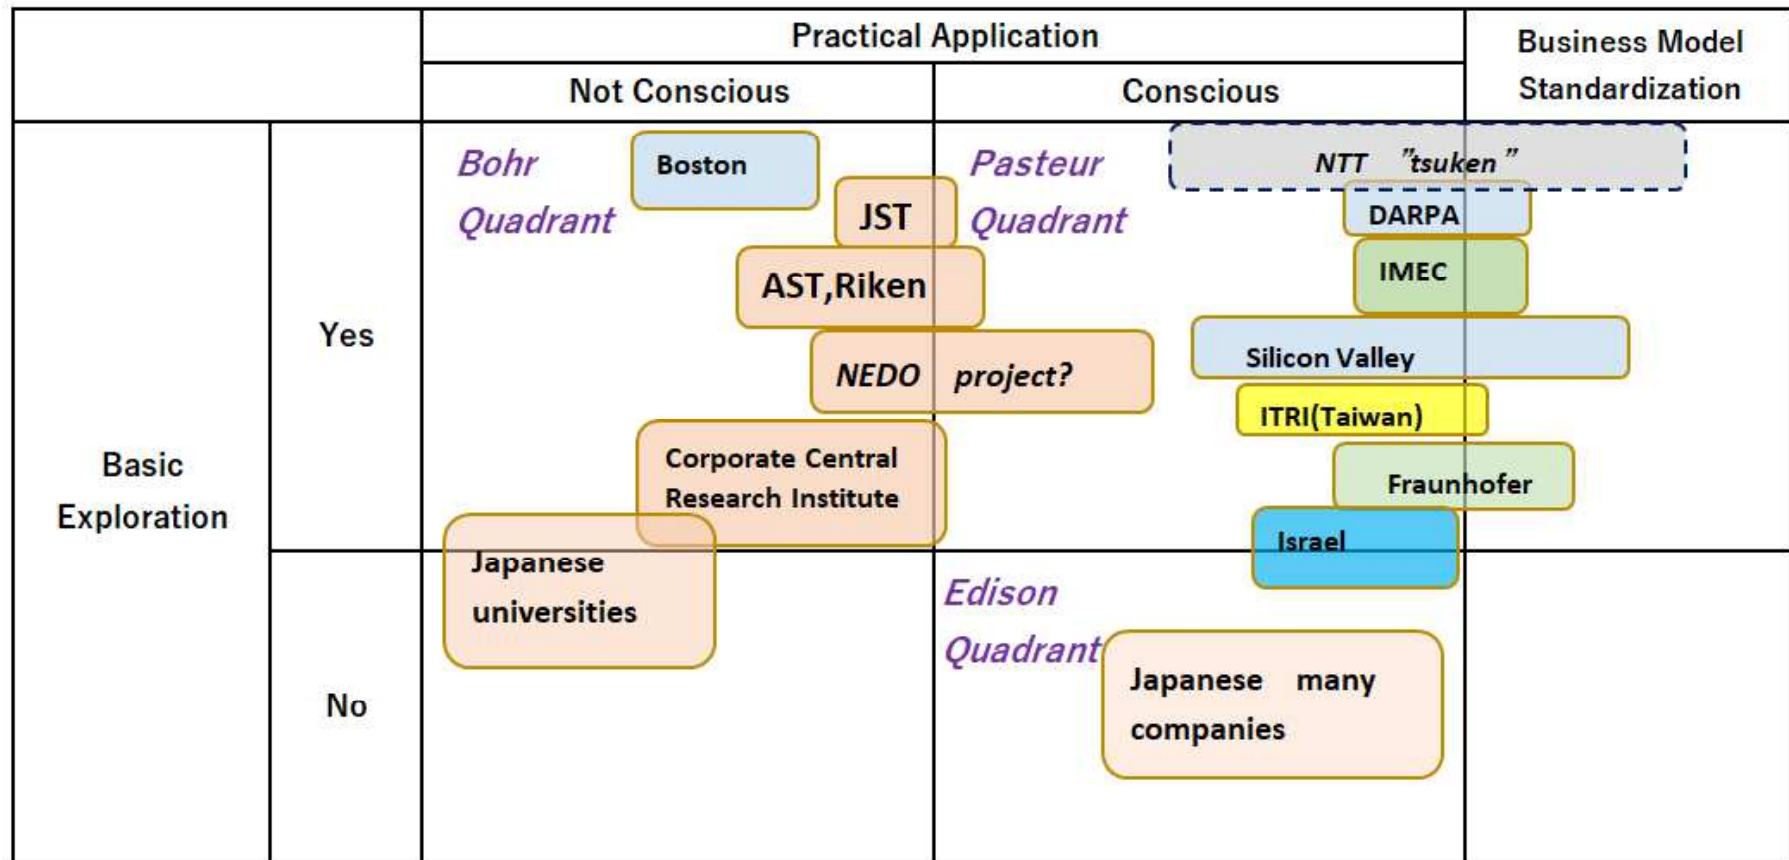 Practical Application
Business Model
Standardization
Not Conscious
Conscious
Basic
Exploration
Yes
No
Bohr
Quadrant
Boston
JST
AST,Riken
NEDO project?
Corporate Central
Research Institute
Japanese
universities
Pasteur
Quadrant
NTT ”tsuken”
DARPA
IMEC
Silicon Valley
ITRI(Taiwan)
Fraunhofer
Israel
Edison
Quadrant
Japanese many
companies